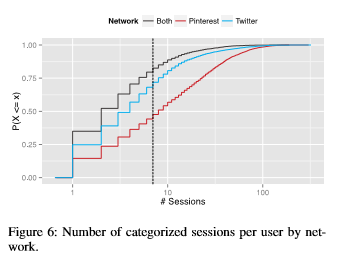 Network Both Pinterest Twitter
1.00
0.75
0.50
0.25
0.00
P(X <= x)
1 10 100
# Sessions
Figure 6: Number of categorized sessions per user by net-
work.